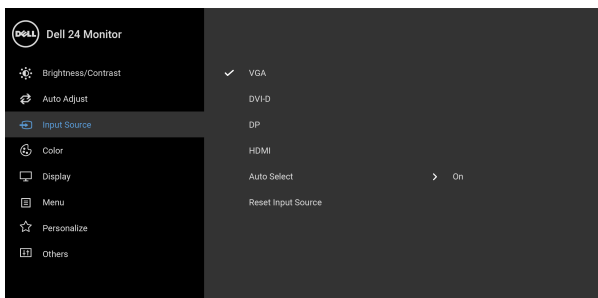 DELL Dell 24 Monitor
Brightness/Contrast
Auto Adjust
Input Source
Color
Display
Menu
Personalize
Others
VGA
DVI-D
DP
HDMI
Auto Select On
Reset Input Source